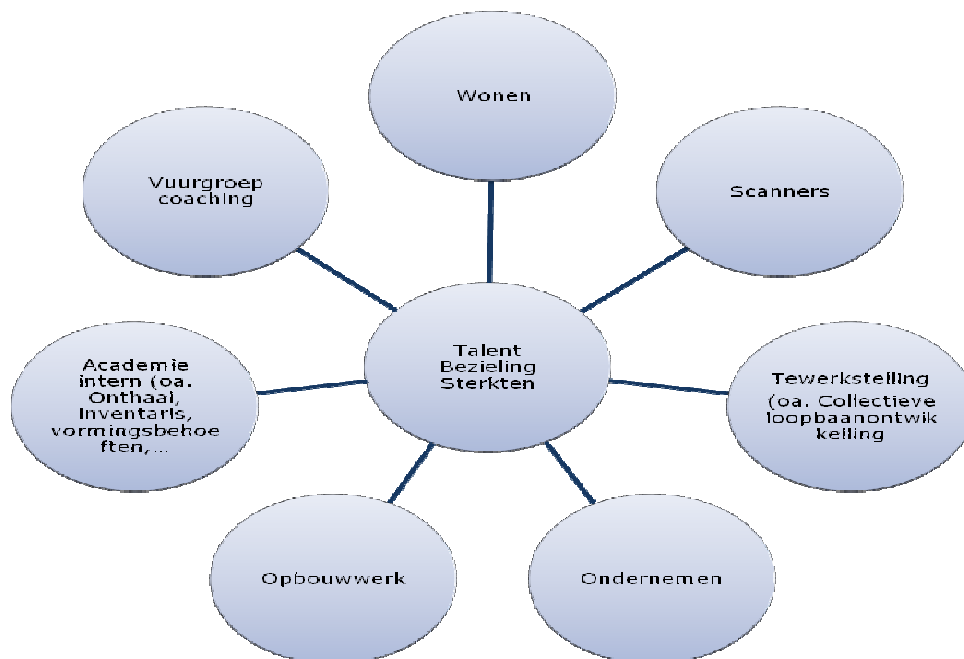 Wonen
Vuurgroep
coaching
Scanners
Talent
Bezieling
Sterkten
Academie
intern (oa.
Onthaal,
inventaris,
vormingsbehoe
ften,...
Tewerkstelling
(oa. Collectieve
loopbaanontwik
keling
Opbouwwerk
Ondernemen